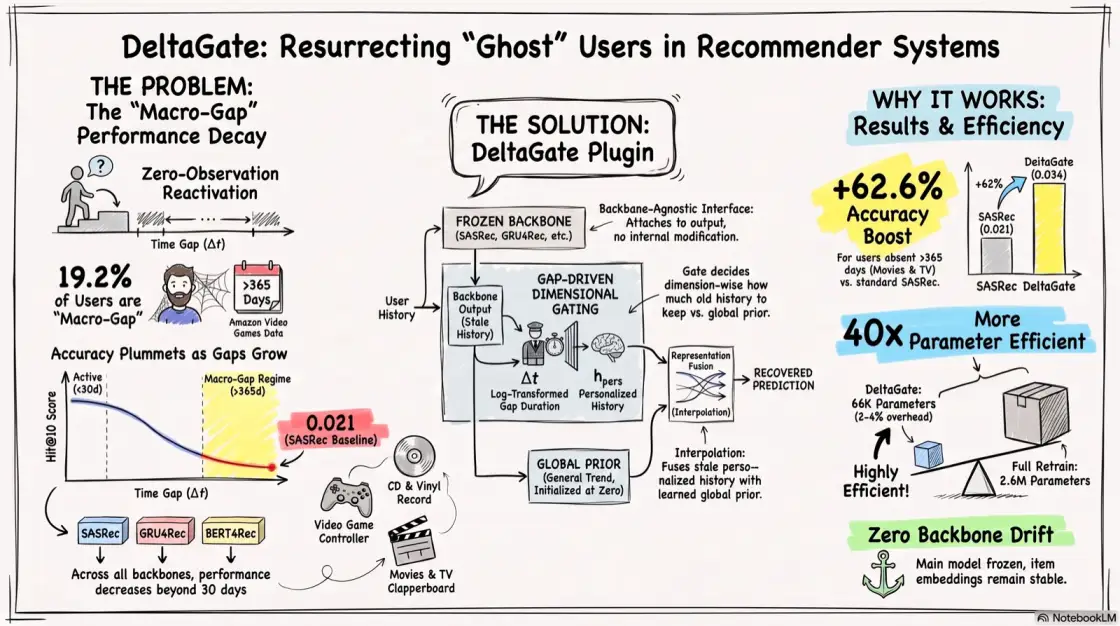 DeltaGate: Resurrecting "Ghost" Users in Recommender Systems
THE PROBLEM:
The "Macro-Gap"
Performance Decay
?
Zero-Observation
Reactivation
...
Time Gap (Δt)
19.2%
of Users are
"Macro-Gap"
>365
Days
Amazon Video
Games Data
Accuracy Plummets as Gaps Grow
Active
(<30d)
Macro-Gap Regime
(>365d)
Hit@10 Score
0.021
(SASRec Baseline)
Time Gap (Δt)
CD & Vinyl
Record
Video Game
Controller
Movies & TV
Clapperboard
SASRec
GRU4Rec
BERT4Rec
Across all backbones, performance
decreases beyond 30 days
THE SOLUTION:
DeltaGate Plugin
FROZEN BACKBONE
(SASRec, GRU4Rec, etc.)
Backbone-Agnostic Interface:
Attaches to output,
no internal modification.
User
History
Backbone
Output
(Stale
History)
GAP-DRIVEN
DIMENSIONAL
GATING
Gate decides
dimension-wise how
much old history to
keep vs. global prior.
Δt
Log-Transformed
Gap Duration
hpers
Personalized
History
Representation
Fusion
(Interpolation)
RECOVERED
PREDICTION
GLOBAL PRIOR
(General Trend,
Initialized at Zero)
Interpolation:
Fuses stale perso-
nalized history with
learned global prior.
WHY IT WORKS:
Results & Efficiency
+62.6%
Accuracy
Boost
For users absent >365
days (Movies & TV)
vs. standard SASRec.
+62%
SASRec
(0.021)
DeitaGate
(0.034)
SASRec
DeltaGate
40x
More
Parameter Efficient
DeltaGate:
66K Parameters
(2-4% overhead)
Highly
Efficient!
Full Retrain:
2.6M Parameters
Zero Backbone Drift
Main model frozen, item
embeddings remain stable.
NotebookLM